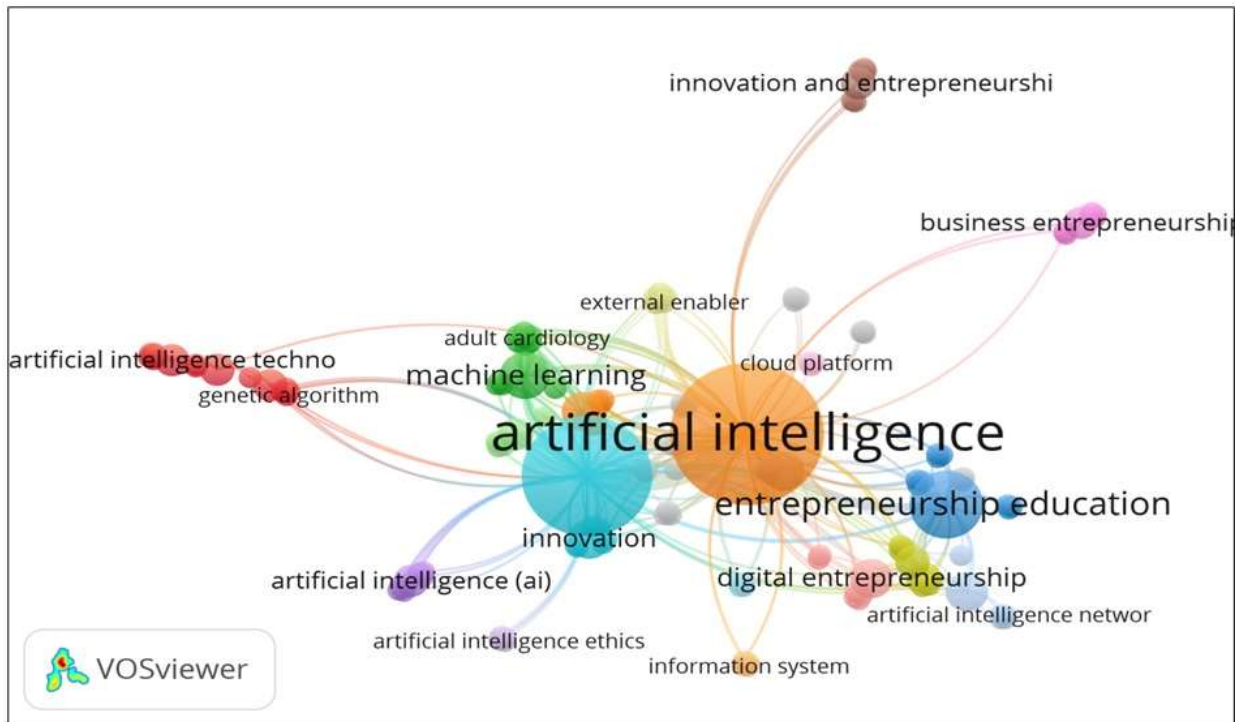 innovation and entrepreneurshi
business entrepreneurship
external enabler
adult cardiology
artificial intelligence techno
cloud platform
machine learning
genetic algorithm
artificial intelligence
entrepreneurship education
innovation
artificial intelligence (ai)
digital entrepreneurship
artificial intelligence networ
artificial intelligence ethics
information system
VOSviewer